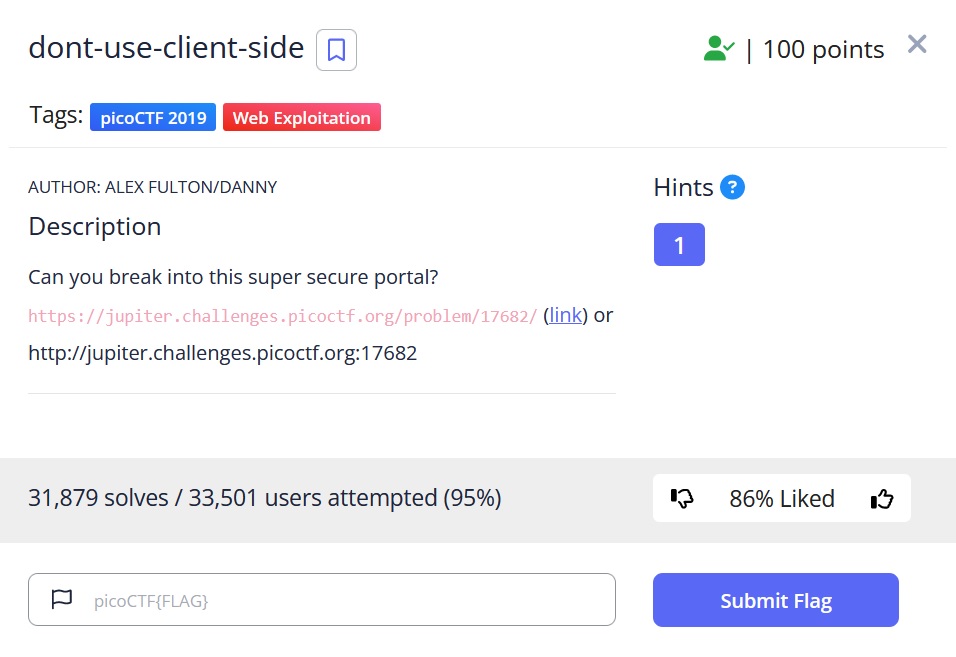 dont-use-client-side
| 100 points
Tags: picoCTF 2019 Web Exploitation
AUTHOR: ALEX FULTON/DANNY
Hints ?
Description
1
Can you break into this super secure portal?
https://jupiter.challenges.picoctf.org/problem/17682/ (link) or
http://jupiter.challenges.picoctf.org:17682
31,879 solves / 33,501 users attempted (95%)
86% Liked
picoCTF{FLAG}
Submit Flag